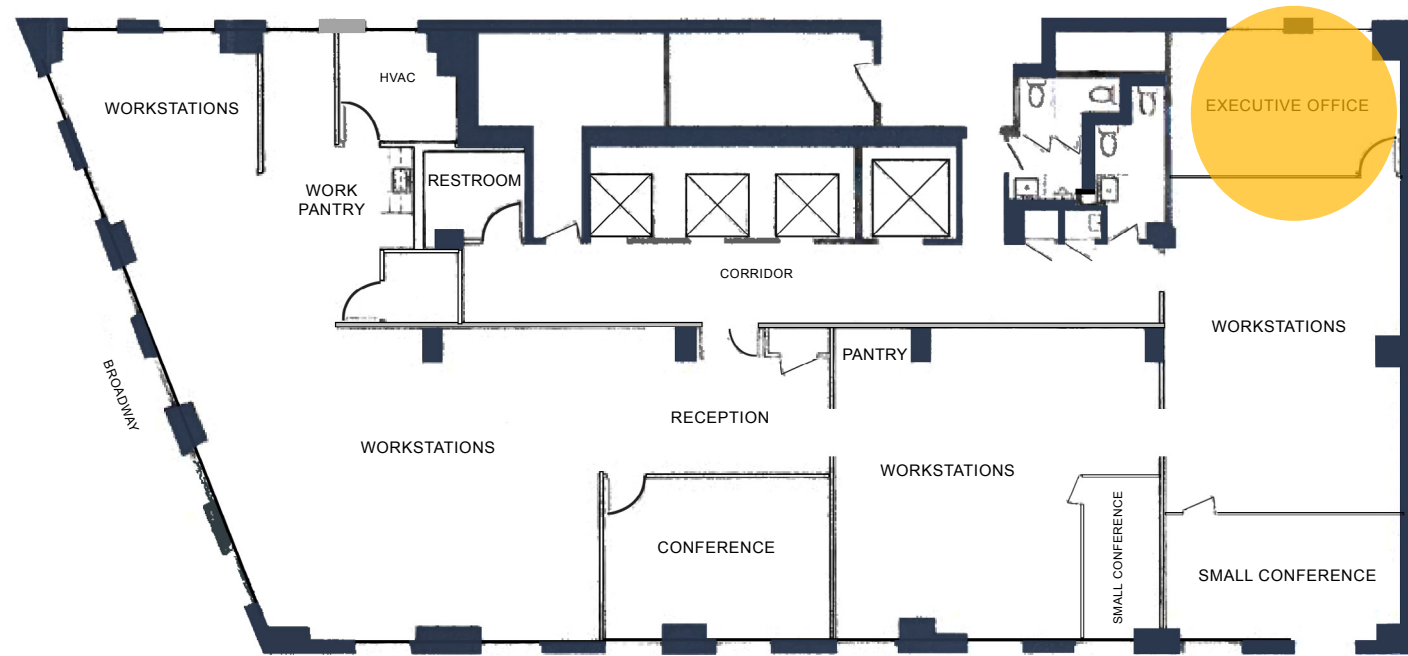 HVAC
WORKSTATIONS
EXECUTIVE OFFICE
RESTROOM
WORK
PANTRY
CORRIDOR
WORKSTATIONS
PANTRY
BROADWAY
RECEPTION
WORKSTATIONS
WORKSTATIONS
CONFERENCE
SMALL CONFERENCE
SMALL CONFERENCE